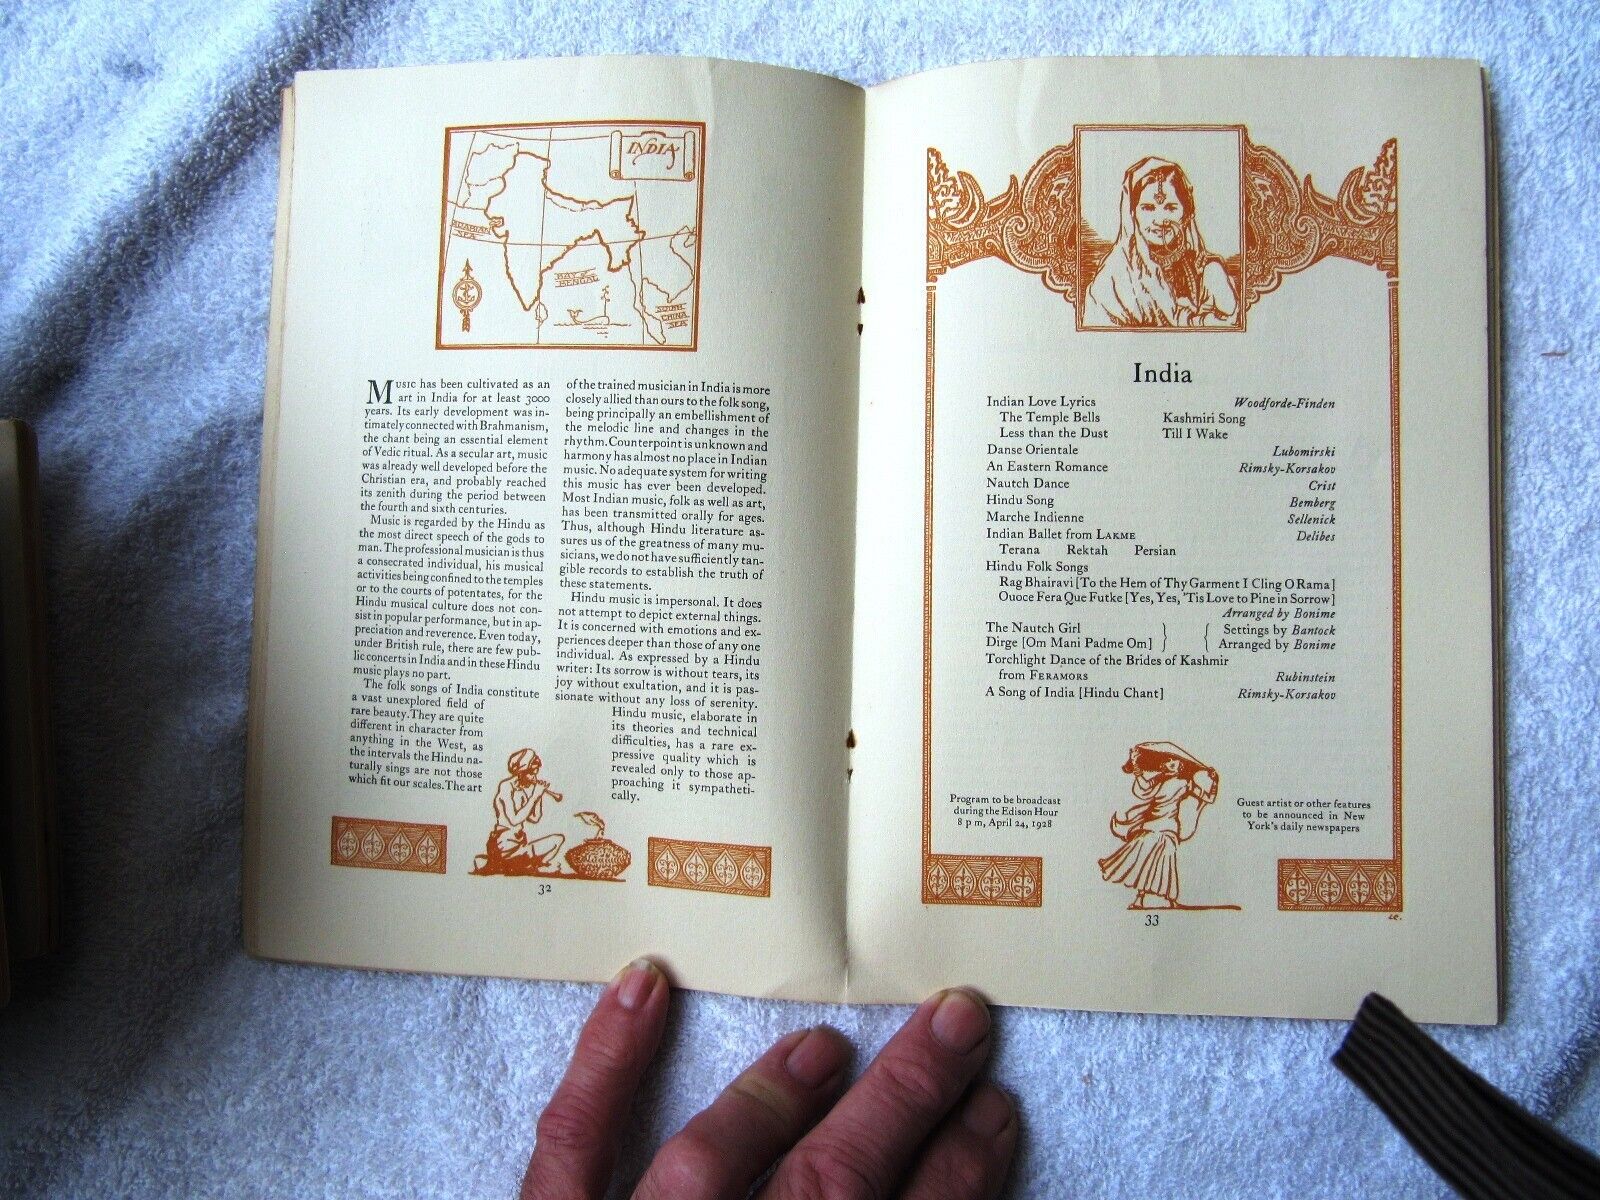 INDIA
ARABIAN
SEA
BAY OF
BENGAL
SOUTH
CHINA
SEA
Music has been cultivated as an
art in India for at least 3000
years. Its early development was in-
timately connected with Brahmanism,
the chant being an essential element
of Vedic ritual. As a secular art, music
was already well developed before the
Christian era, and probably reached
its zenith during the period between
the fourth and sixth centuries.
Music is regarded by the Hindu as
the most direct speech of the gods to
man. The professional musician is thus
a consecrated individual, his musical
activities being confined to the temples
or to the courts of potentates, for the
Hindu musical culture does not con-
sist in popular performance, but in ap-
preciation and reverence. Even today,
under British rule, there are few pub-
lic concerts in India and in these Hindu
music plays no part.
The folk songs of India constitute
a vast unexplored field of
rare beauty. They are quite
different in character from
anything in the West, as
the intervals the Hindu na-
turally sings are not those
which fit our scales. The art
of the trained musician in India is more
closely allied than ours to the folk song,
being principally an embellishment of
the melodic line and changes in the
rhythm. Counterpoint is unknown and
harmony has almost no place in Indian
music. No adequate system for writing
this music has ever been developed.
Most Indian music, folk as well as art,
has been transmitted orally for ages.
Thus, although Hindu literature as-
sures us of the greatness of many mu-
sicians, we do not have sufficiently tan-
gible records to establish the truth of
these statements.
Hindu music is impersonal. It does
not attempt to depict external things.
It is concerned with emotions and ex-
periences deeper than those of any one
individual. As expressed by a Hindu
writer: Its sorrow is without tears, its
joy without exultation, and it is pas-
sionate without any loss of serenity.
Hindu music, elaborate in
its theories and technical
difficulties, has a rare ex-
pressive quality which is
revealed only to those ap-
proaching it sympatheti-
cally.
32
India
Indian Love Lyrics Woodforde-Finden
The Temple Bells Kashmiri Song
Less than the Dust Till I Wake
Danse Orientale Lubomirski
An Eastern Romance Rimsky-Korsakov
Nautch Dance Crist
Hindu Song Bemberg
Marche Indienne Sellenick
Indian Ballet from LAKME Delibes
Terana Rektah Persian
Hindu Folk Songs
Rag Bhairavi [To the Hem of Thy Garment I Cling O Rama]
Ouoce Fera Que Futke [Yes, Yes, 'Tis Love to Pine in Sorrow]
Arranged by Bonime
The Nautch Girl } { Settings by Bantock
Dirge [Om Mani Padme Om] } { Arranged by Bonime
Torchlight Dance of the Brides of Kashmir
from FERAMORS Rubinstein
A Song of India [Hindu Chant] Rimsky-Korsakov
Program to be broadcast
during the Edison Hour
8 p m, April 24, 1928
Guest artist or other features
to be announced in New
York's daily newspapers
33